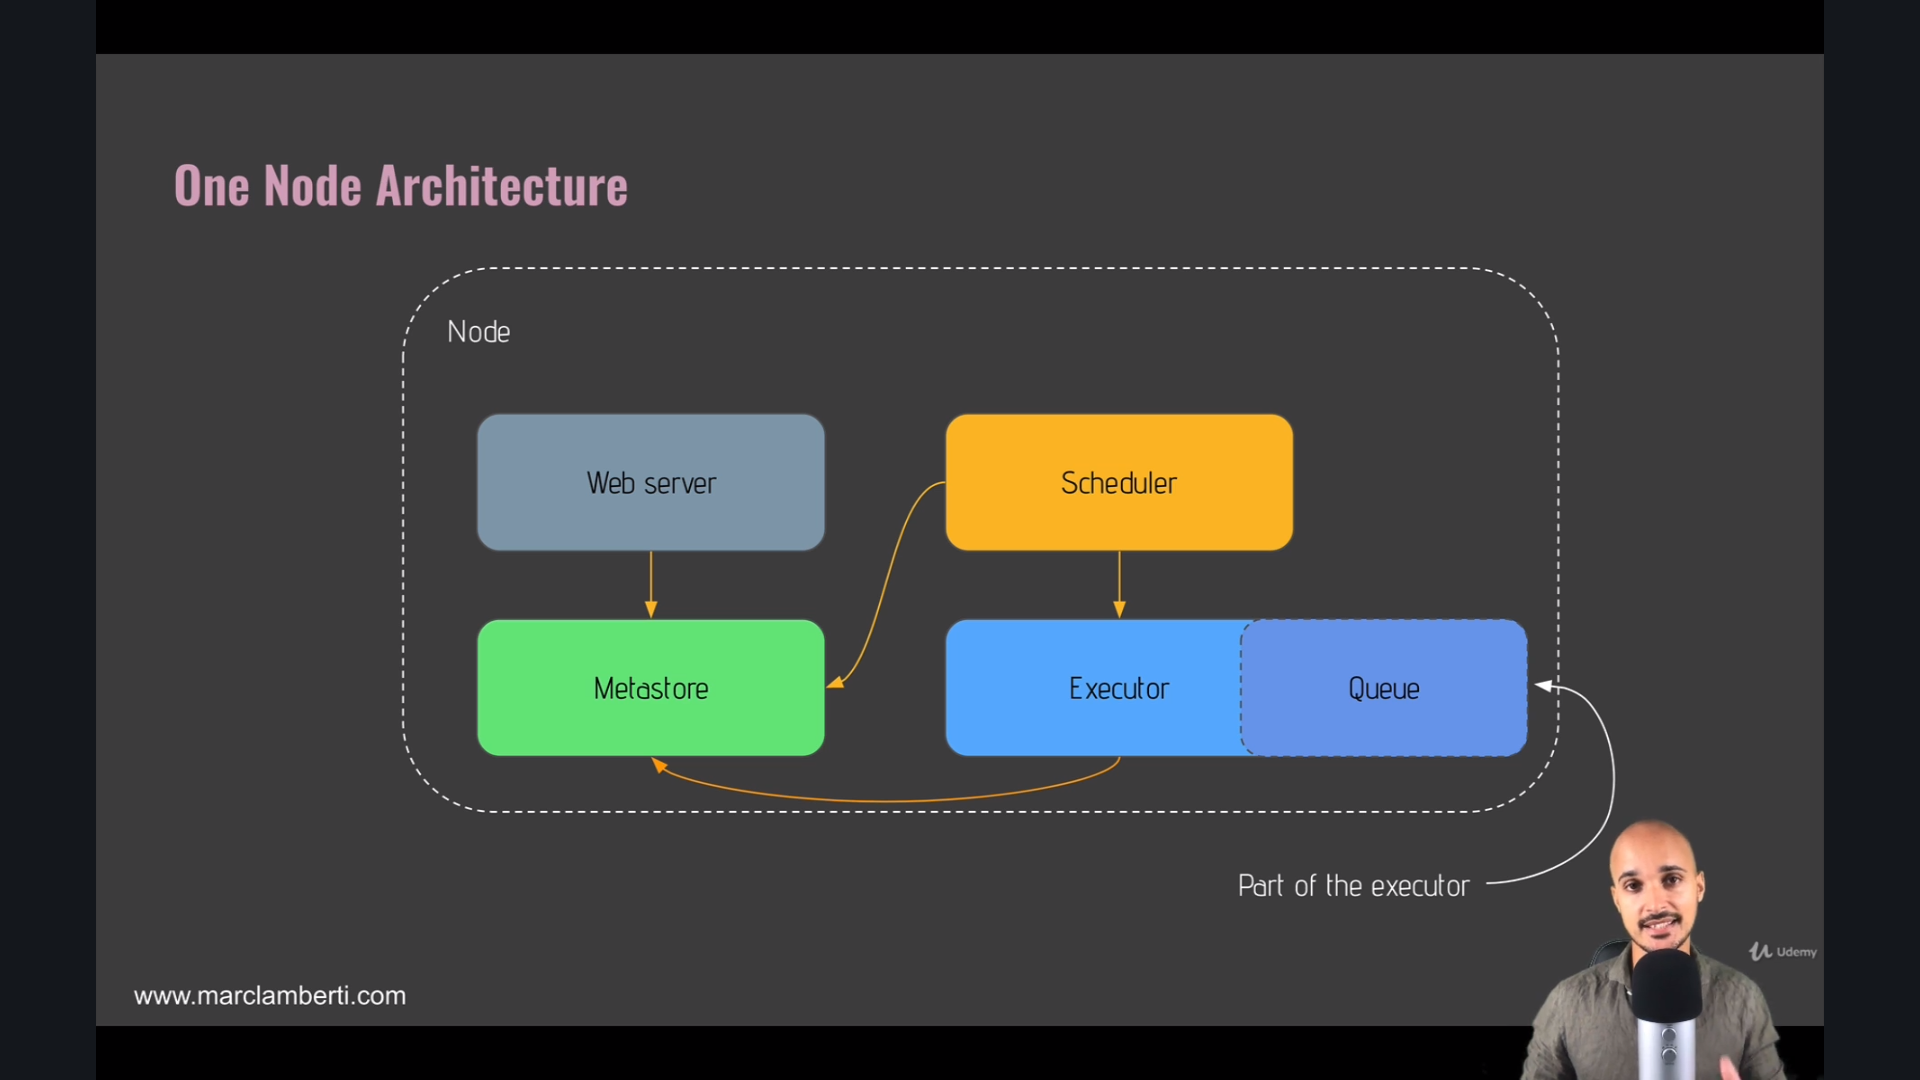 One Node Architecture
Node
Web server
Scheduler
Metastore
Executor
Queue
Part of the executor
Udemy
www.marclamberti.com